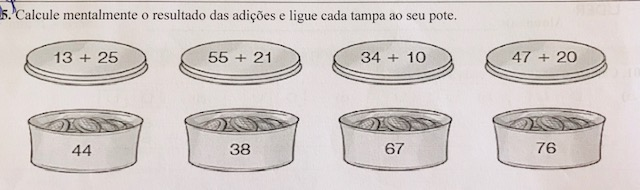 5. Calcule mentalmente o resultado das adições e ligue cada tampa ao seu pote.
13 + 25 55 + 21 34 + 10 47 + 20
44 38 67 76